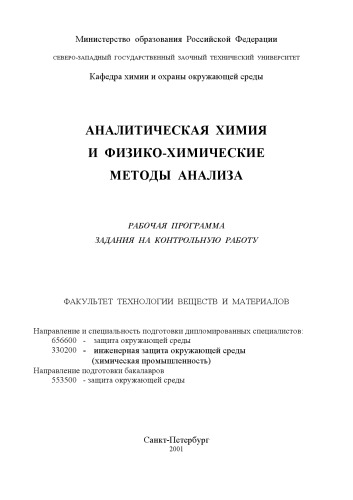 Министерство образования Российской Федерации
СЕВЕРО-ЗАПАДНЫЙ ГОСУДАРСТВЕННЫЙ ЗАОЧНЫЙ ТЕХНИЧЕСКИЙ УНИВЕРСИТЕТ
Кафедра химии и охраны окружающей среды
АНАЛИТИЧЕСКАЯ ХИМИЯ
И ФИЗИКО-ХИМИЧЕСКИЕ
МЕТОДЫ АНАЛИЗА
РАБОЧАЯ ПРОГРАММА
ЗАДАНИЯ НА КОНТРОЛЬНУЮ РАБОТУ
ФАКУЛЬТЕТ ТЕХНОЛОГИИ ВЕЩЕСТВ И МАТЕРИАЛОВ
Направление и специальность подготовки дипломированных специалистов:
656600 - защита окружающей среды
330200 - инженерная защита окружающей среды
(химическая промышленность)
Направление подготовки бакалавров
553500 - защита окружающей среды
Санкт-Петербург
2001